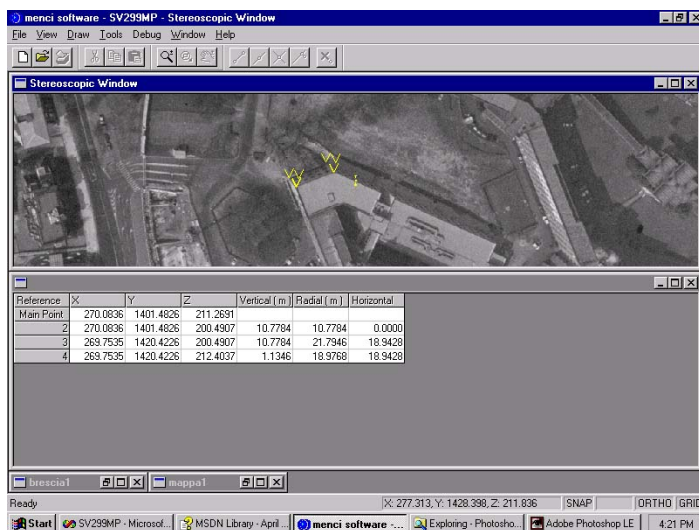 menci software - SV299MP - Stereoscopic Window
File View Draw Tools Debug Window Help
Stereoscopic Window
Reference X Y Z Vertical ( m ) Radial ( m ) Horizontal
Main Point 270.0836 1401.4826 211.2691
2 270.0836 1401.4826 200.4907 10.7784 10.7784 0.0000
3 269.7535 1420.4226 200.4907 10.7784 21.7946 18.9428
4 269.7535 1420.4226 212.4037 1.1346 18.9768 18.9428
brescia1 mappa1
Ready X: 277.313, Y: 1428.398, Z: 211.836 SNAP ORTHO GRID
Start SV299MP - Microsof... MSDN Library - April ... menci software -... Exploring - Photosho... Adobe Photoshop LE 4:21 PM